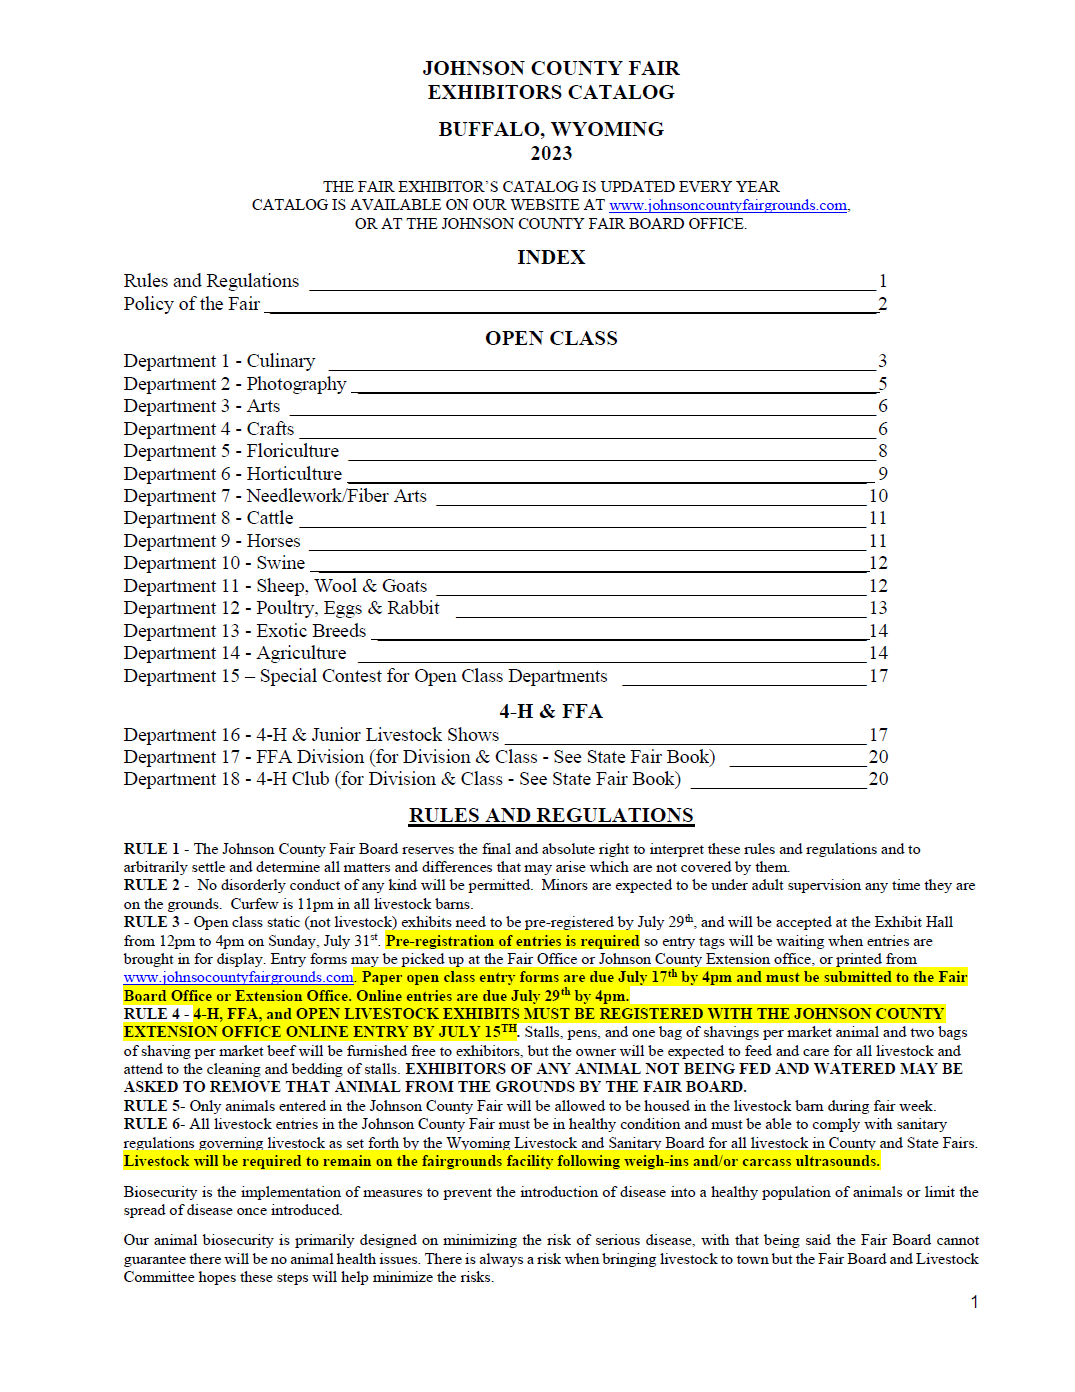 JOHNSON COUNTY FAIR
EXHIBITORS CATALOG
BUFFALO, WYOMING
2023
THE FAIR EXHIBITOR'S CATALOG IS UPDATED EVERY YEAR
CATALOG IS AVAILABLE ON OUR WEBSITE AT www.johnsoncountyfairgrounds.com,
OR AT THE JOHNSON COUNTY FAIR BOARD OFFICE.
INDEX
Rules and Regulations 1
Policy of the Fair 2
OPEN CLASS
Department 1 - Culinary 3
Department 2 - Photography 5
Department 3 - Arts 6
Department 4 - Crafts 6
Department 5 - Floriculture 8
Department 6 - Horticulture 9
Department 7 - Needlework/Fiber Arts 10
Department 8 - Cattle 11
Department 9 - Horses 11
Department 10 - Swine 12
Department 11 - Sheep, Wool & Goats 12
Department 12 - Poultry, Eggs & Rabbit 13
Department 13 - Exotic Breeds 14
Department 14 - Agriculture 14
Department 15 – Special Contest for Open Class Departments 17
4-H & FFA
Department 16 - 4-H & Junior Livestock Shows 17
Department 17 - FFA Division (for Division & Class - See State Fair Book) 20
Department 18 - 4-H Club (for Division & Class - See State Fair Book) 20
RULES AND REGULATIONS
RULE 1 - The Johnson County Fair Board reserves the final and absolute right to interpret these rules and regulations and to
arbitrarily settle and determine all matters and differences that may arise which are not covered by them.
RULE 2 - No disorderly conduct of any kind will be permitted. Minors are expected to be under adult supervision any time they are
on the grounds. Curfew is 11pm in all livestock barns.
RULE 3 - Open class static (not livestock) exhibits need to be pre-registered by July 29th, and will be accepted at the Exhibit Hall
from 12pm to 4pm on Sunday, July 31st. Pre-registration of entries is required so entry tags will be waiting when entries are
brought in for display. Entry forms may be picked up at the Fair Office or Johnson County Extension office, or printed from
www.johnsocountyfairgrounds.com. Paper open class entry forms are due July 17th by 4pm and must be submitted to the Fair
Board Office or Extension Office. Online entries are due July 29th by 4pm.
RULE 4 - 4-H, FFA, and OPEN LIVESTOCK EXHIBITS MUST BE REGISTERED WITH THE JOHNSON COUNTY
EXTENSION OFFICE ONLINE ENTRY BY JULY 15TH. Stalls, pens, and one bag of shavings per market animal and two bags
of shaving per market beef will be furnished free to exhibitors, but the owner will be expected to feed and care for all livestock and
attend to the cleaning and bedding of stalls. EXHIBITORS OF ANY ANIMAL NOT BEING FED AND WATERED MAY BE
ASKED TO REMOVE THAT ANIMAL FROM THE GROUNDS BY THE FAIR BOARD.
RULE 5- Only animals entered in the Johnson County Fair will be allowed to be housed in the livestock barn during fair week.
RULE 6- All livestock entries in the Johnson County Fair must be in healthy condition and must be able to comply with sanitary
regulations governing livestock as set forth by the Wyoming Livestock and Sanitary Board for all livestock in County and State Fairs.
Livestock will be required to remain on the fairgrounds facility following weigh-ins and/or carcass ultrasounds.
Biosecurity is the implementation of measures to prevent the introduction of disease into a healthy population of animals or limit the
spread of disease once introduced.
Our animal biosecurity is primarily designed on minimizing the risk of serious disease, with that being said the Fair Board cannot
guarantee there will be no animal health issues. There is always a risk when bringing livestock to town but the Fair Board and Livestock
Committee hopes these steps will help minimize the risks.
1